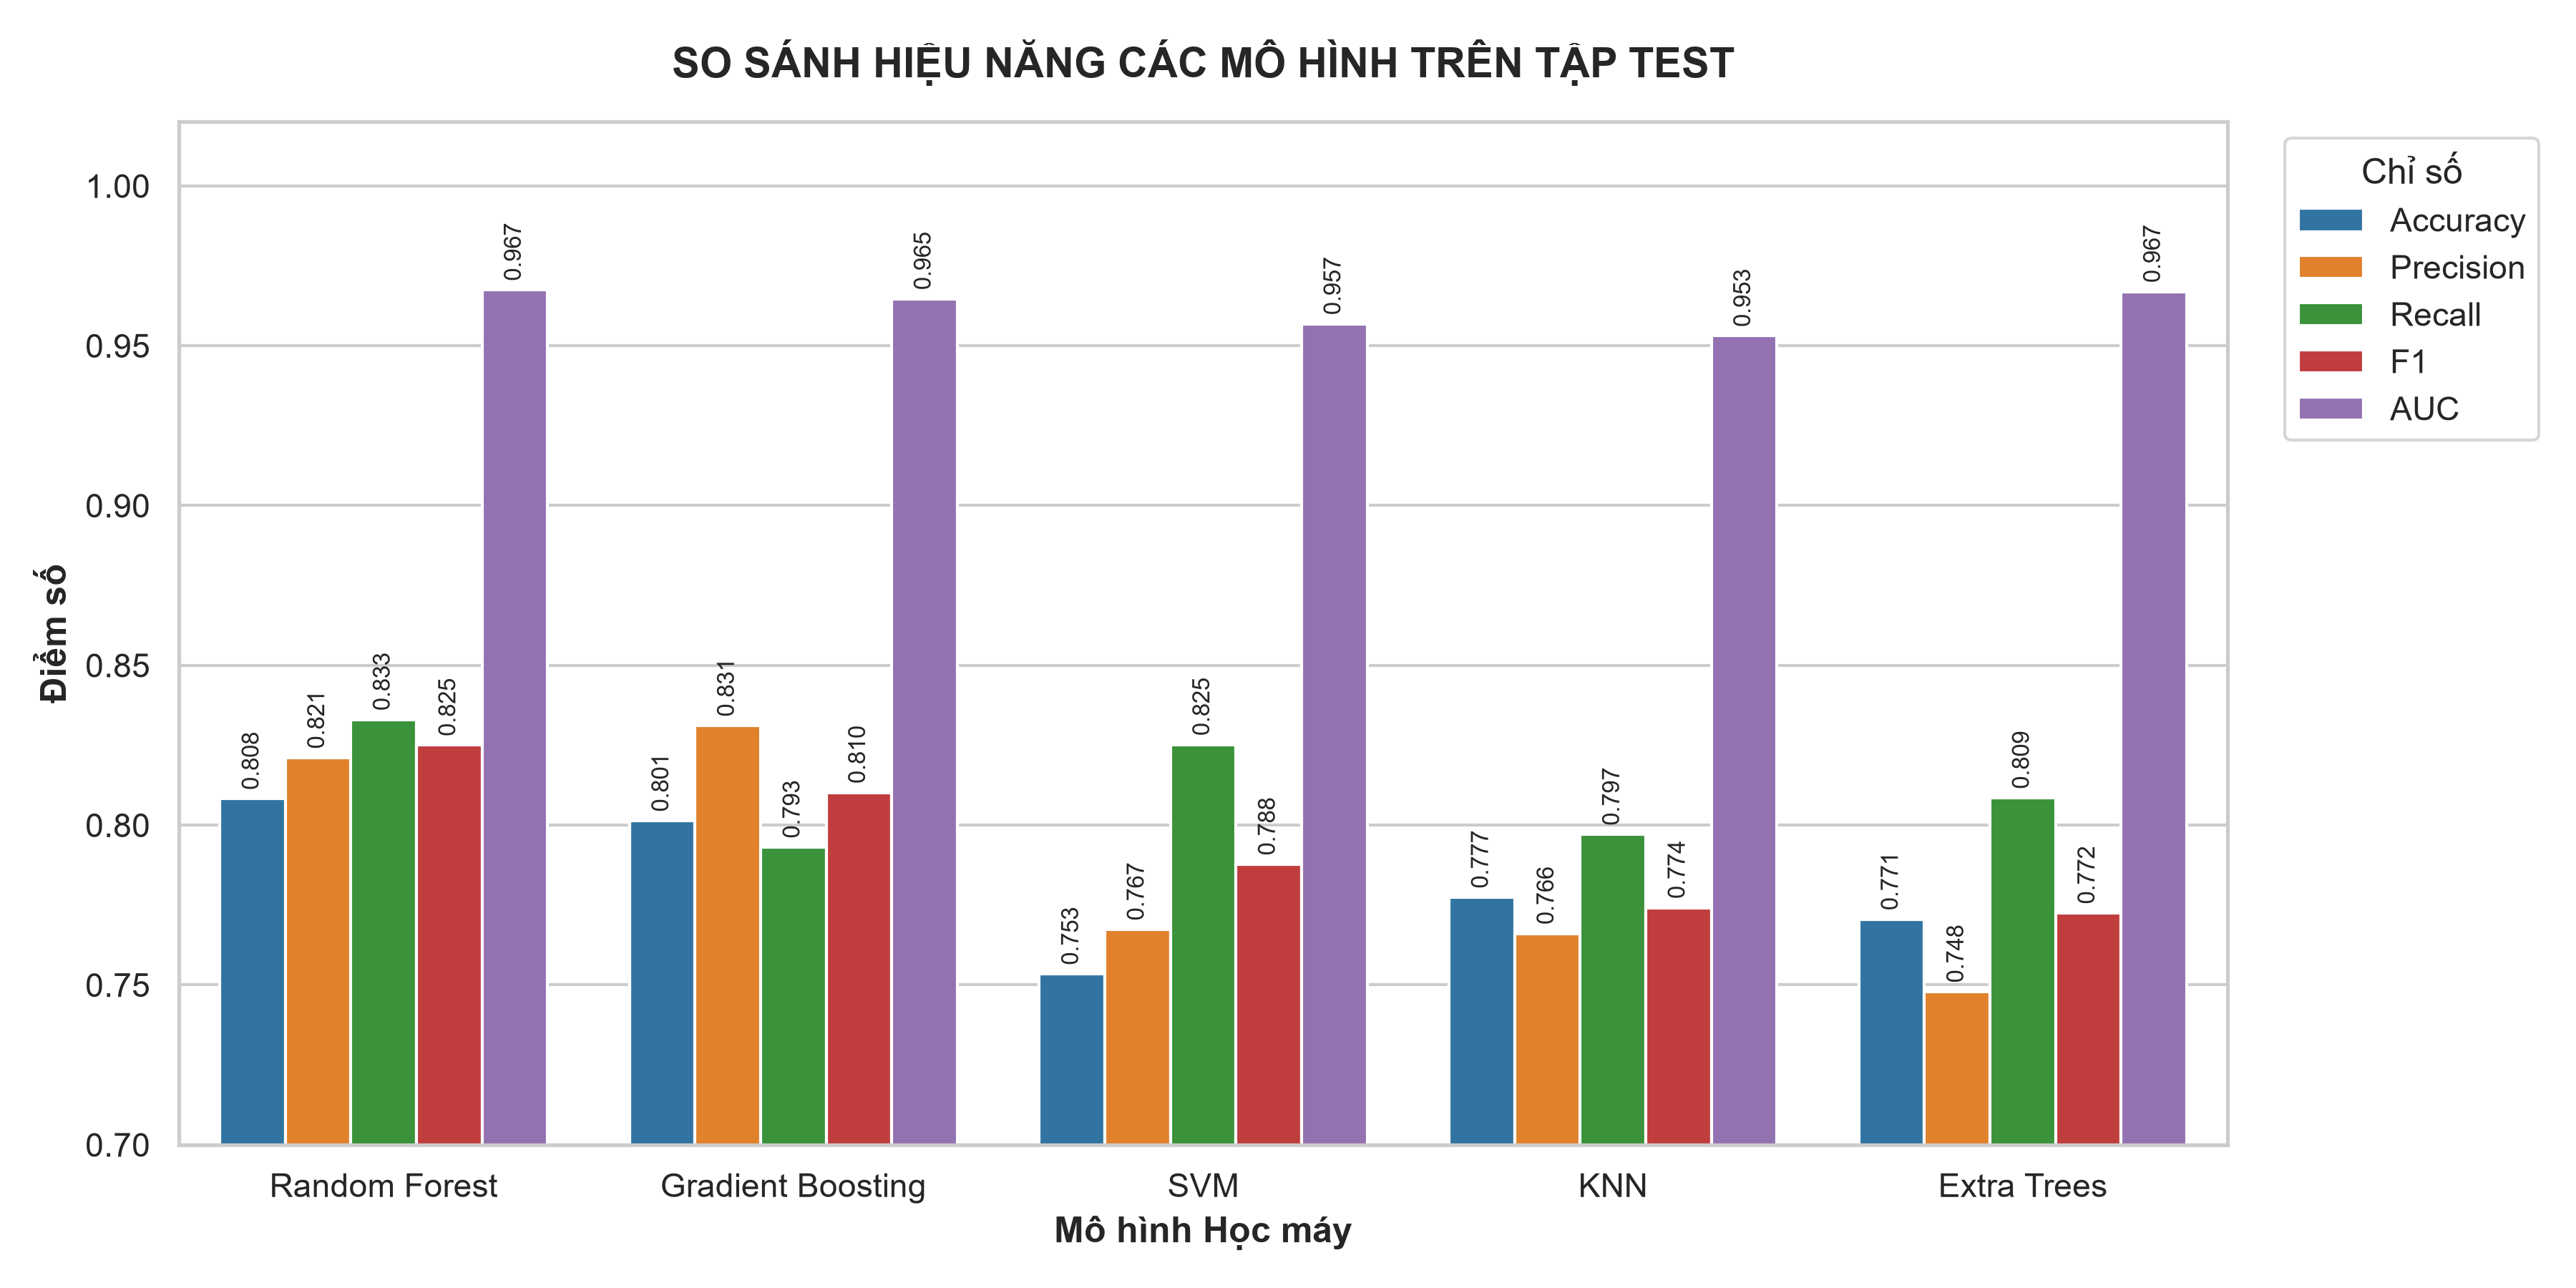 SO SÁNH HIỆU NĂNG CÁC MÔ HÌNH TRÊN TẬP TEST
Điểm số
1.00
0.95
0.90
0.85
0.80
0.75
0.70
0.808
0.821
0.833
0.825
0.967
0.801
0.831
0.793
0.810
0.965
0.753
0.767
0.825
0.788
0.957
0.777
0.766
0.797
0.774
0.953
0.771
0.748
0.809
0.772
0.967
Random Forest
Gradient Boosting
SVM
KNN
Extra Trees
Mô hình Học máy
Chỉ số
Accuracy
Precision
Recall
F1
AUC